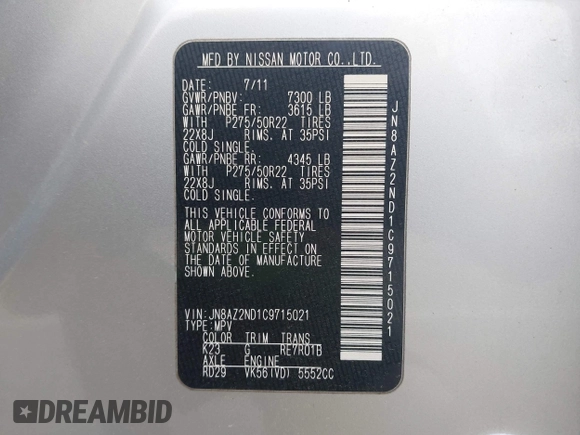 MFD BY NISSAN MOTOR CO.,LTD.
DATE: 7/11
GVWR/PNBV: 7300 LB
GAWR/PNBE FR: 3615 LB
WITH P275/50R22 TIRES
22X8J RIMS. AT 35PSI
COLD SINGLE.
GAWR/PNBE RR: 4345 LB
WITH P275/50R22 TIRES
22X8J RIMS. AT 35PSI
COLD SINGLE.
THIS VEHICLE CONFORMS TO
ALL APPLICABLE FEDERAL
MOTOR VEHICLE SAFETY
STANDARDS IN EFFECT ON
THE DATE OF MANUFACTURE
SHOWN ABOVE.
VIN: JN8AZ2ND1C9715021
TYPE: MPV
COLOR TRIM TRANS
K23 G RE7R01B
AXLE ENGINE
RD29 VK56(VD) 5552CC
JN8AZ2ND1C9715021
DREAMBID